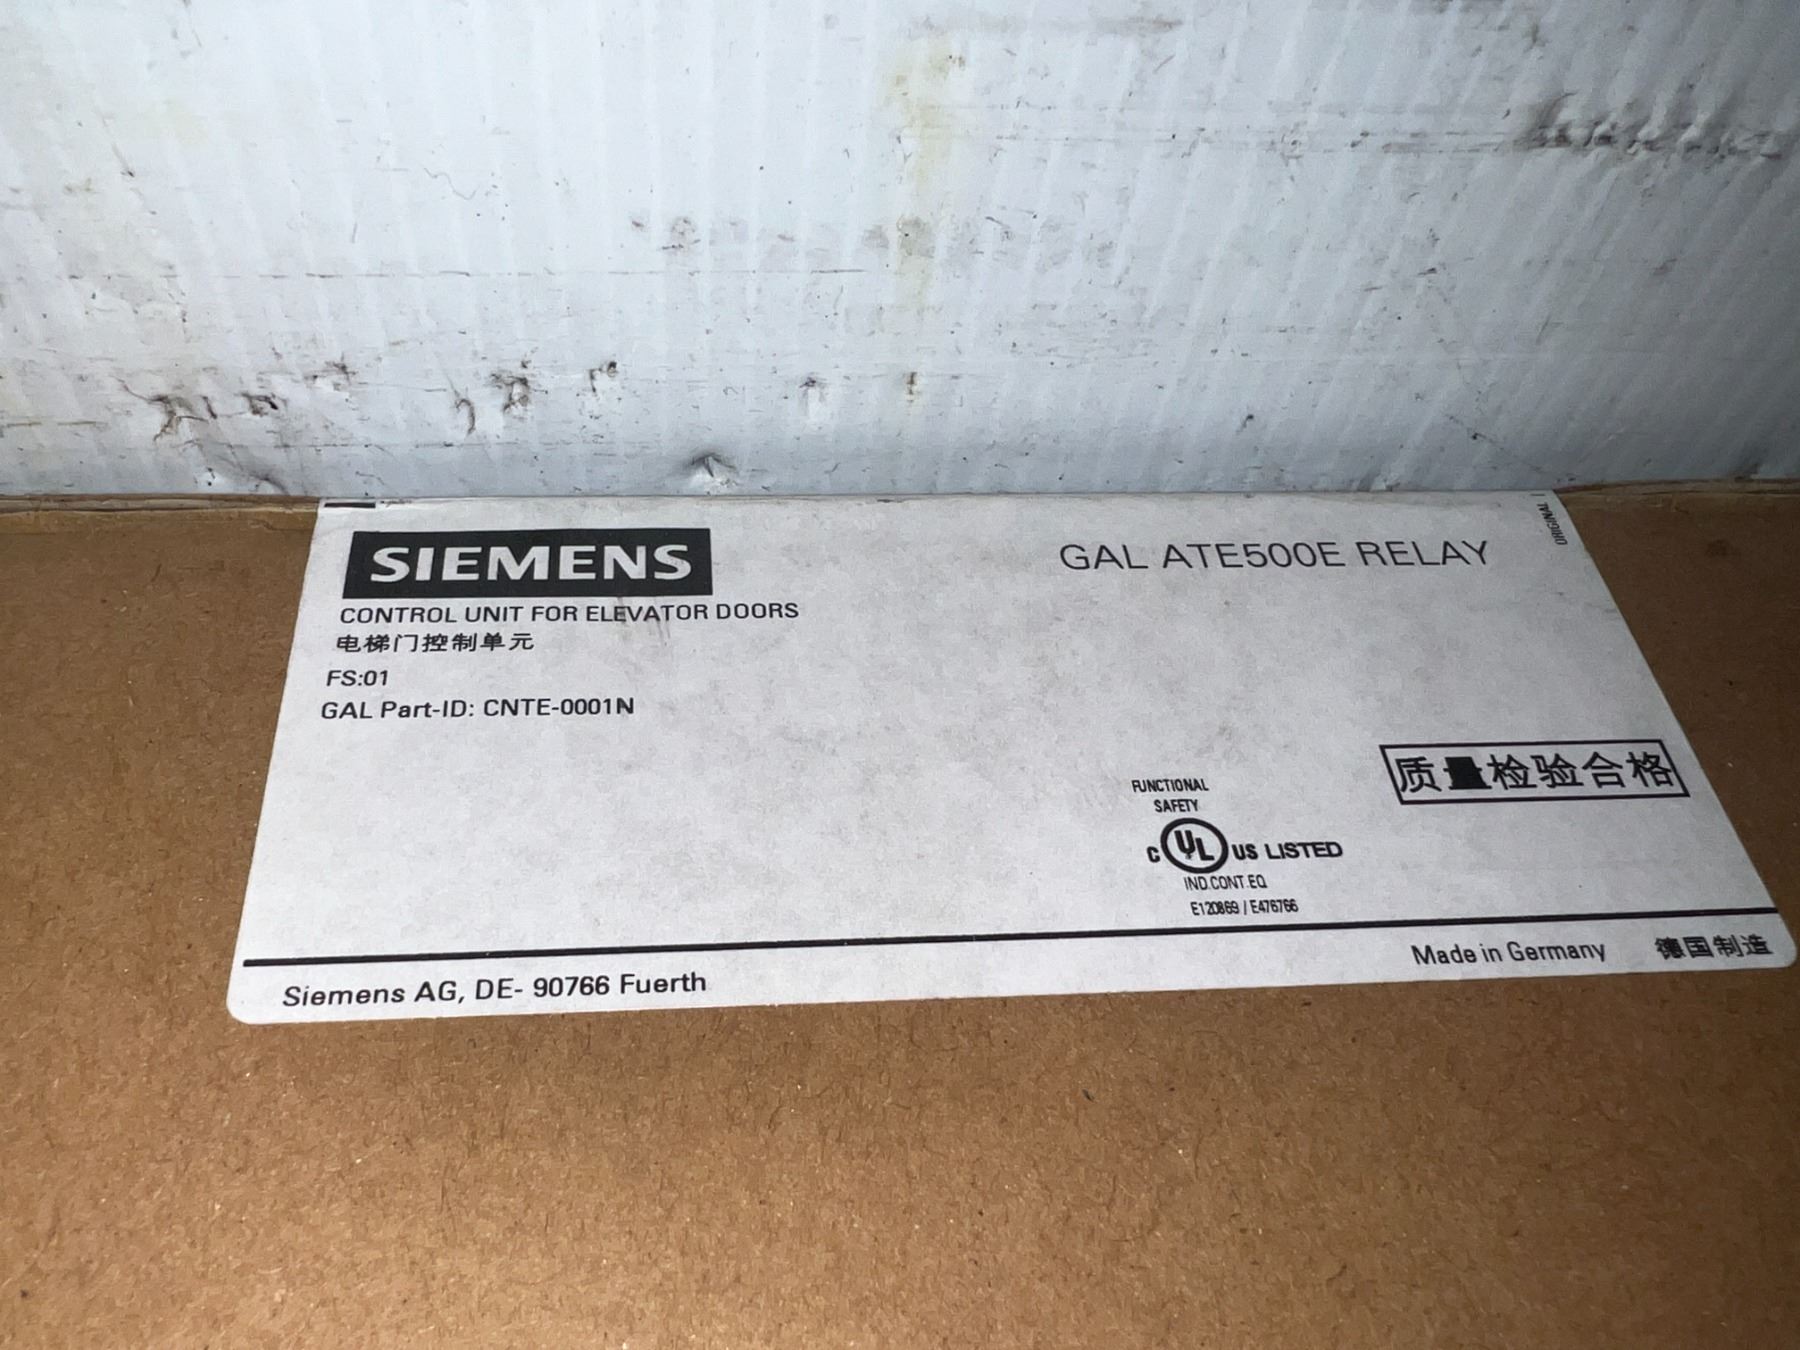 SIEMENS
GAL ATE500E RELAY
ORIGINAL
CONTROL UNIT FOR ELEVATOR DOORS
电梯门控制单元
FS:01
GAL Part-ID: CNTE-0001N
质量检验合格
FUNCTIONAL
SAFETY
C UL US LISTED
IND.CONT.EQ
E120869 / E476766
Made in Germany 德国制造
Siemens AG, DE- 90766 Fuerth